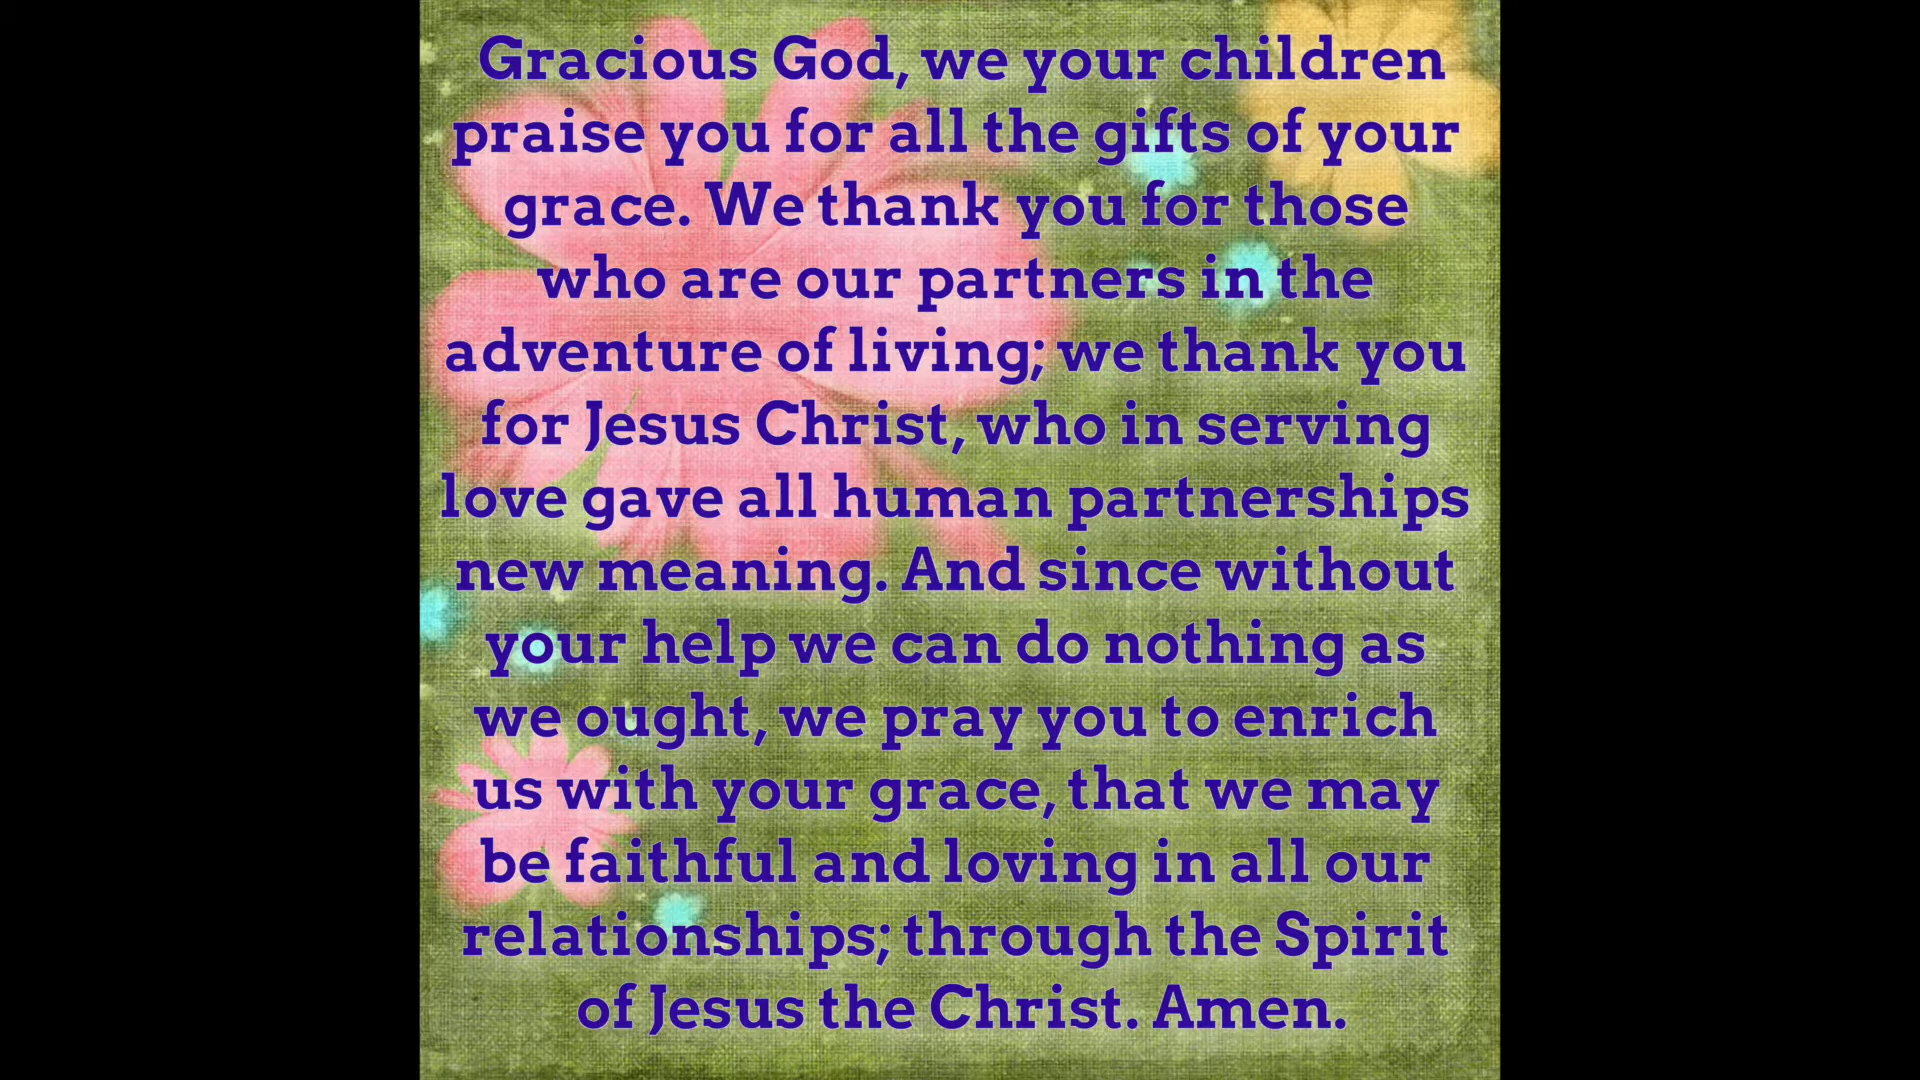 Gracious God, we your children
praise you for all the gifts of your
grace. We thank you for those
who are our partners in the
adventure of living; we thank you
for Jesus Christ, who in serving
love gave all human partnerships
new meaning. And since without
your help we can do nothing as
we ought, we pray you to enrich
us with your grace, that we may
be faithful and loving in all our
relationships; through the Spirit
of Jesus the Christ. Amen.